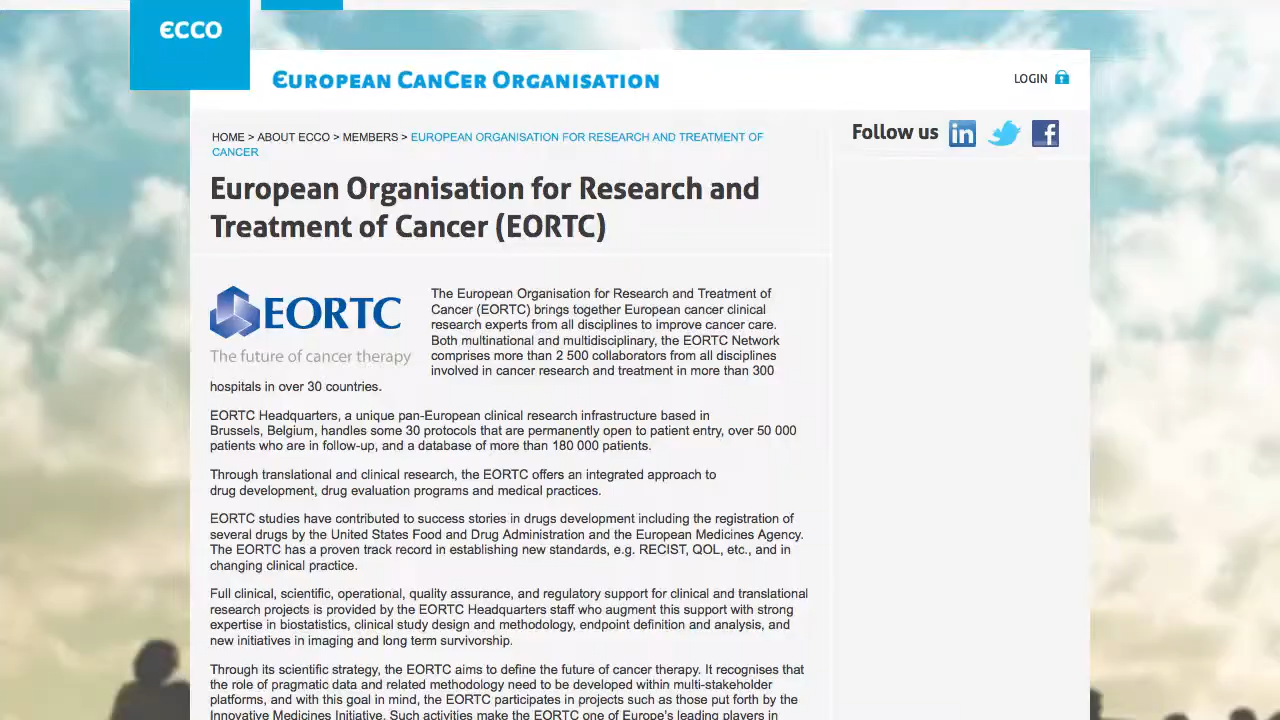 ECCO
EUROPEAN CANCER ORGANISATION
LOGIN
HOME > ABOUT ECCO > MEMBERS > EUROPEAN ORGANISATION FOR RESEARCH AND TREATMENT OF
CANCER
Follow us
European Organisation for Research and
Treatment of Cancer (EORTC)
EORTC
The future of cancer therapy
The European Organisation for Research and Treatment of
Cancer (EORTC) brings together European cancer clinical
research experts from all disciplines to improve cancer care.
Both multinational and multidisciplinary, the EORTC Network
comprises more than 2 500 collaborators from all disciplines
involved in cancer research and treatment in more than 300
hospitals in over 30 countries.
EORTC Headquarters, a unique pan-European clinical research infrastructure based in
Brussels, Belgium, handles some 30 protocols that are permanently open to patient entry, over 50 000
patients who are in follow-up, and a database of more than 180 000 patients.
Through translational and clinical research, the EORTC offers an integrated approach to
drug development, drug evaluation programs and medical practices.
EORTC studies have contributed to success stories in drugs development including the registration of
several drugs by the United States Food and Drug Administration and the European Medicines Agency.
The EORTC has a proven track record in establishing new standards, e.g. RECIST, QOL, etc., and in
changing clinical practice.
Full clinical, scientific, operational, quality assurance, and regulatory support for clinical and translational
research projects is provided by the EORTC Headquarters staff who augment this support with strong
expertise in biostatistics, clinical study design and methodology, endpoint definition and analysis, and
new initiatives in imaging and long term survivorship.
Through its scientific strategy, the EORTC aims to define the future of cancer therapy. It recognises that
the role of pragmatic data and related methodology need to be developed within multi-stakeholder
platforms, and with this goal in mind, the EORTC participates in projects such as those put forth by the
Innovative Medicines Initiative. Such activities make the EORTC one of Europe's leading players in